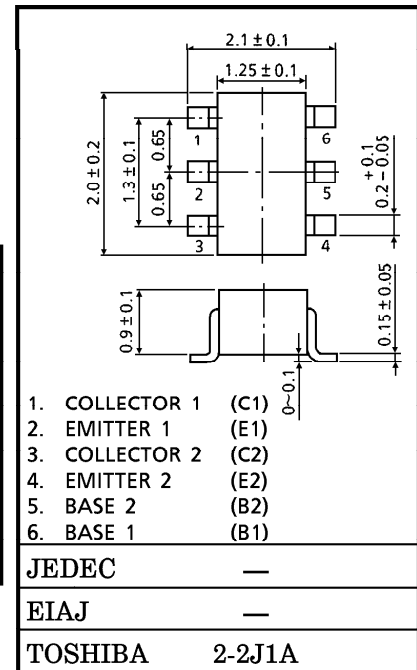 2.1±0.1
1.25±0.1
2.0±0.2
1.3±0.1
0.65
0.65
1
2
3
6
5
4
+0.1
0.2-0.05
0.9±0.1
0.15±0.05
0~0.1
1. COLLECTOR 1 (C1)
2. EMITTER 1 (E1)
3. COLLECTOR 2 (C2)
4. EMITTER 2 (E2)
5. BASE 2 (B2)
6. BASE 1 (B1)
JEDEC —
EIAJ —
TOSHIBA 2-2J1A